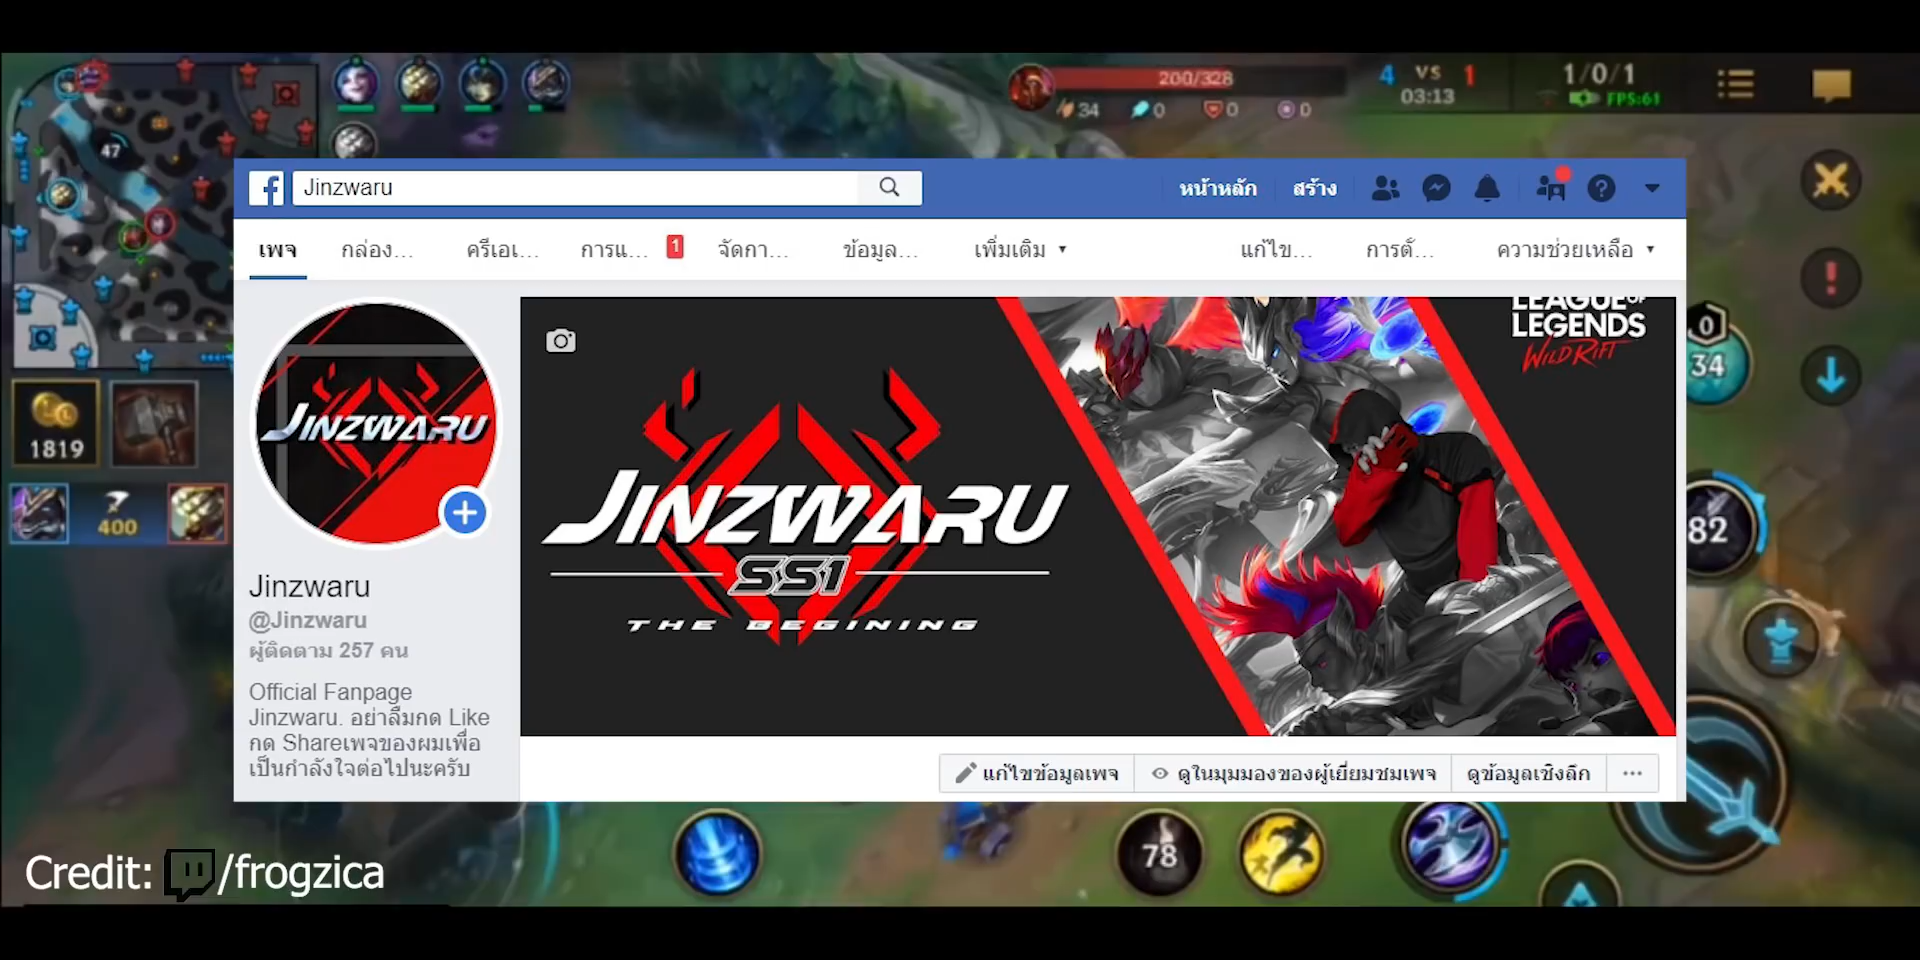 200/328
34 0 0 0
4 VS 1
03:13
1/0/1
FPS:61
47
Jinzwaru
หน้าหลัก
สร้าง
เพจ
กล่อง...
ครีเอเ...
การแ...
1
จัดกา...
ข้อมูล...
เพิ่มเติม
แก้ไข...
การตั้...
ความช่วยเหลือ
1819
400
JINZWARU
Jinzwaru
@Jinzwaru
ผู้ติดตาม 257 คน
Official Fanpage
Jinzwaru. อย่าลืมกด Like
กด Shareเพจของผมเพื่อ
เป็นกำลังใจต่อไปนะครับ
JINZWARU
SS1
THE BEGINING
LEAGUE OF
LEGENDS
WILD RIFT
แก้ไขข้อมูลเพจ
ดูในมุมมองของผู้เยี่ยมชมเพจ
ดูข้อมูลเชิงลึก
0
34
82
78
Credit: /frogzica